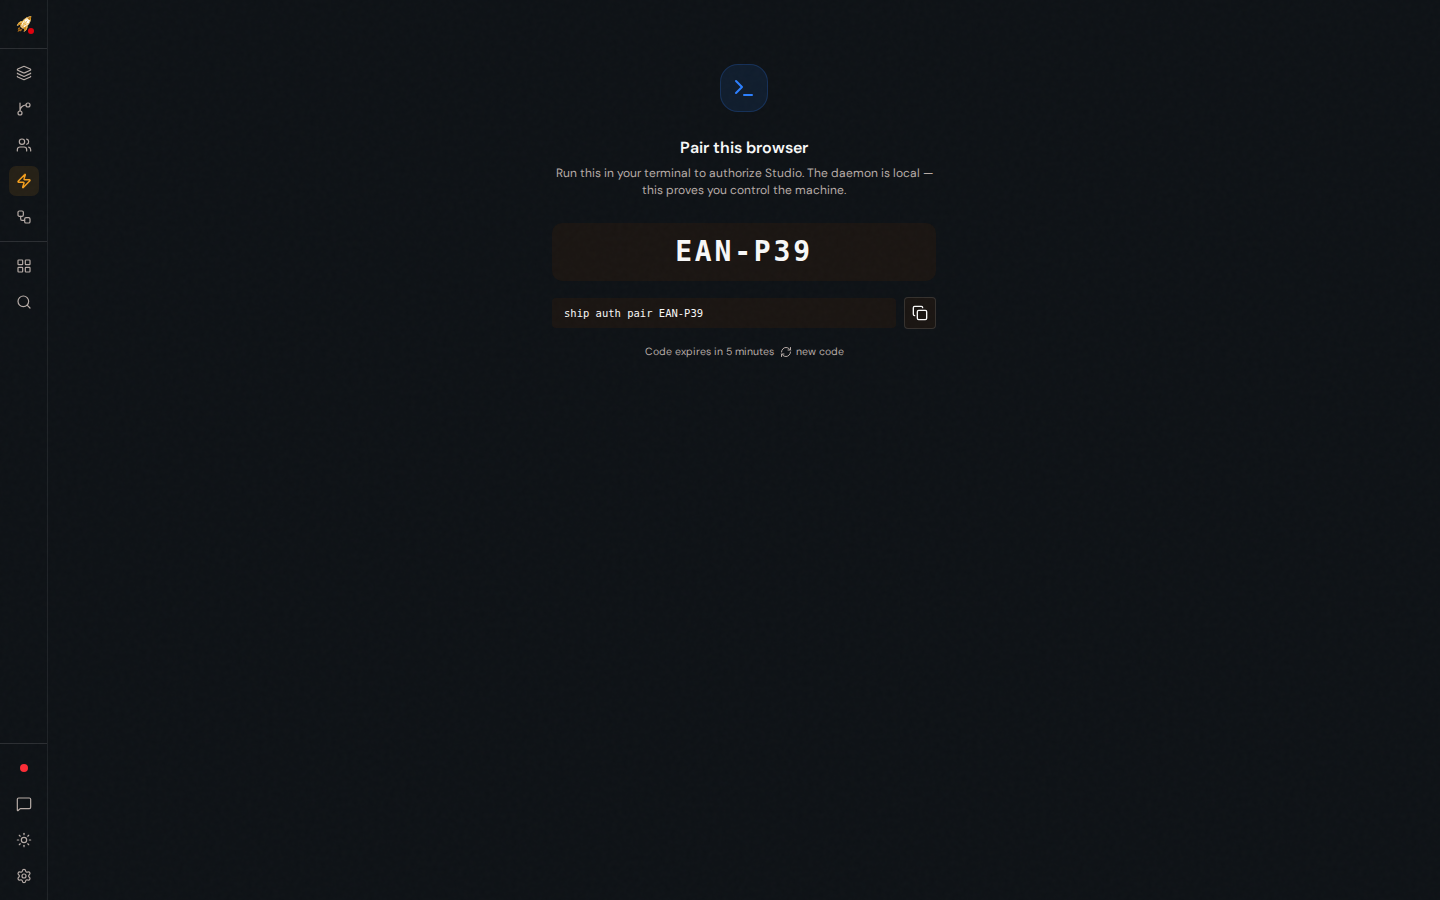 Pair this browser
Run this in your terminal to authorize Studio. The daemon is local —
this proves you control the machine.
EAN-P39
ship auth pair EAN-P39
Code expires in 5 minutes new code